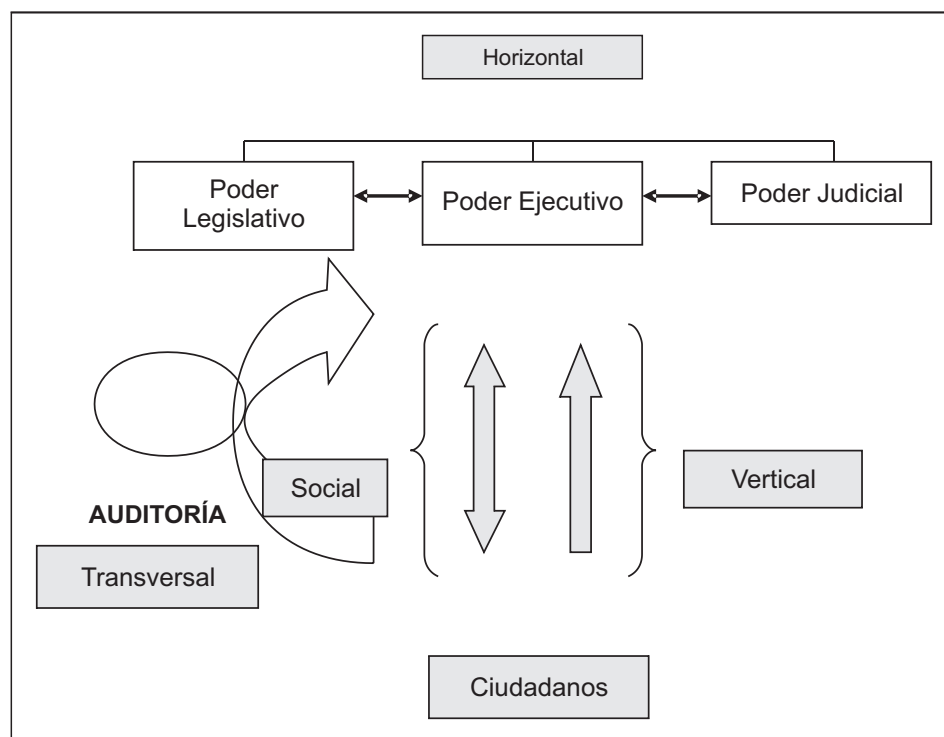 Horizontal
Poder
Legislativo
Poder Ejecutivo
Poder Judicial
Social
Vertical
AUDITORÍA
Transversal
Ciudadanos